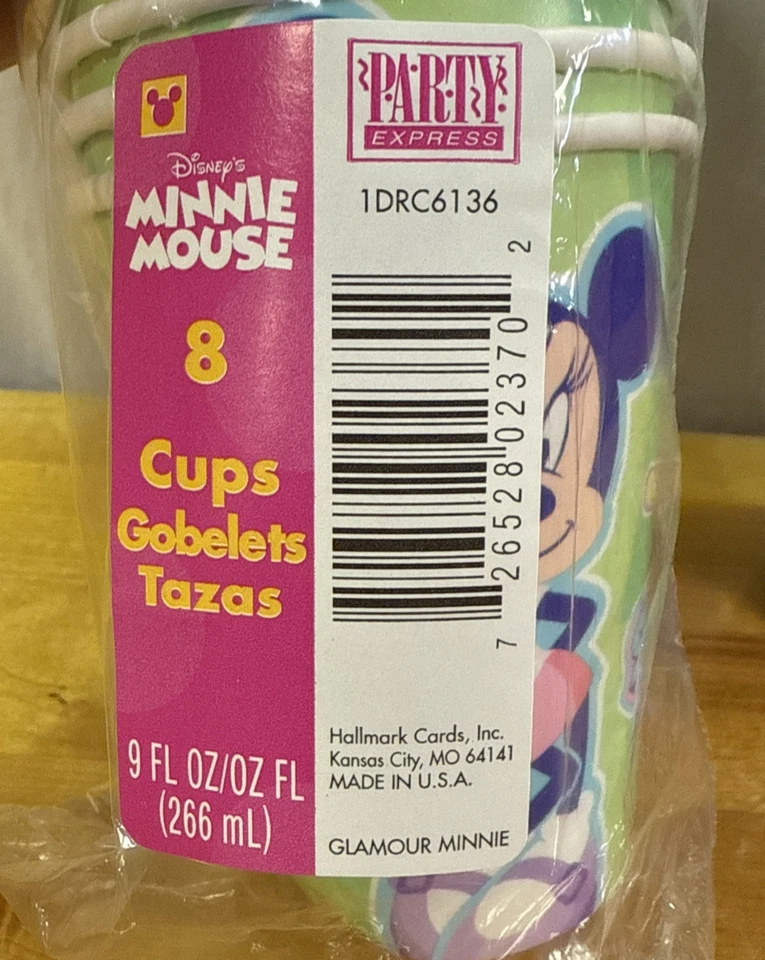 Disney's
MINNIE
MOUSE
8
Cups
Gobelets
Tazas
9 FL OZ/OZ FL
(266 mL)
PARTY
EXPRESS
1DRC6136
7 26528 02370 2
Hallmark Cards, Inc.
Kansas City, MO 64141
MADE IN U.S.A.
GLAMOUR MINNIE